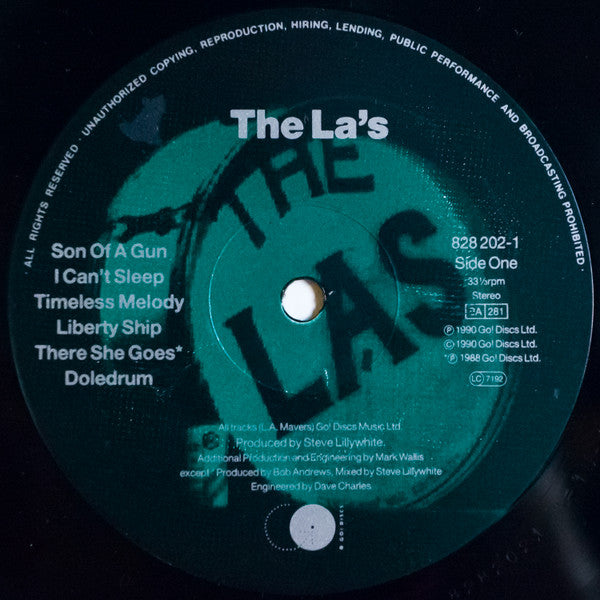 · ALL RIGHTS RESERVED · UNAUTHORIZED COPYING, REPRODUCTION, HIRING, LENDING, PUBLIC PERFORMANCE AND BROADCASTING PROHIBITED ·
The La's
THE
LAS
Son Of A Gun
I Can't Sleep
Timeless Melody
Liberty Ship
There She Goes*
Doledrum
828 202-1
Side One
33⅓rpm
Stereo
PA 281
℗ 1990 Go! Discs Ltd.
© 1990 Go! Discs Ltd.
*℗ 1988 Go! Discs Ltd.
LC 7192
All tracks (L.A. Mavers) Go! Discs Music Ltd.
Produced by Steve Lillywhite.
Additional Production and Engineering by Mark Wallis
except * Produced by Bob Andrews, Mixed by Steve Lillywhite
Engineered by Dave Charles